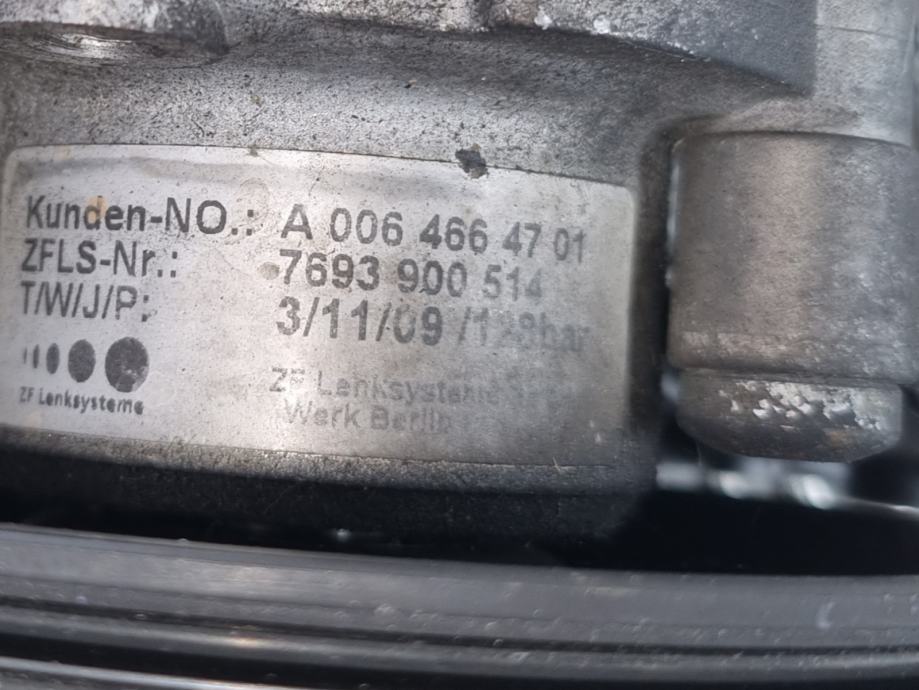 Kunden-NO.: A 006 466 47 01
ZFLS-Nr.: 7693 900 514
T/W/J/P: 3/11/09 /128bar
ZF Lenksysteme
ZF Lenksysteme
Werk Berlin